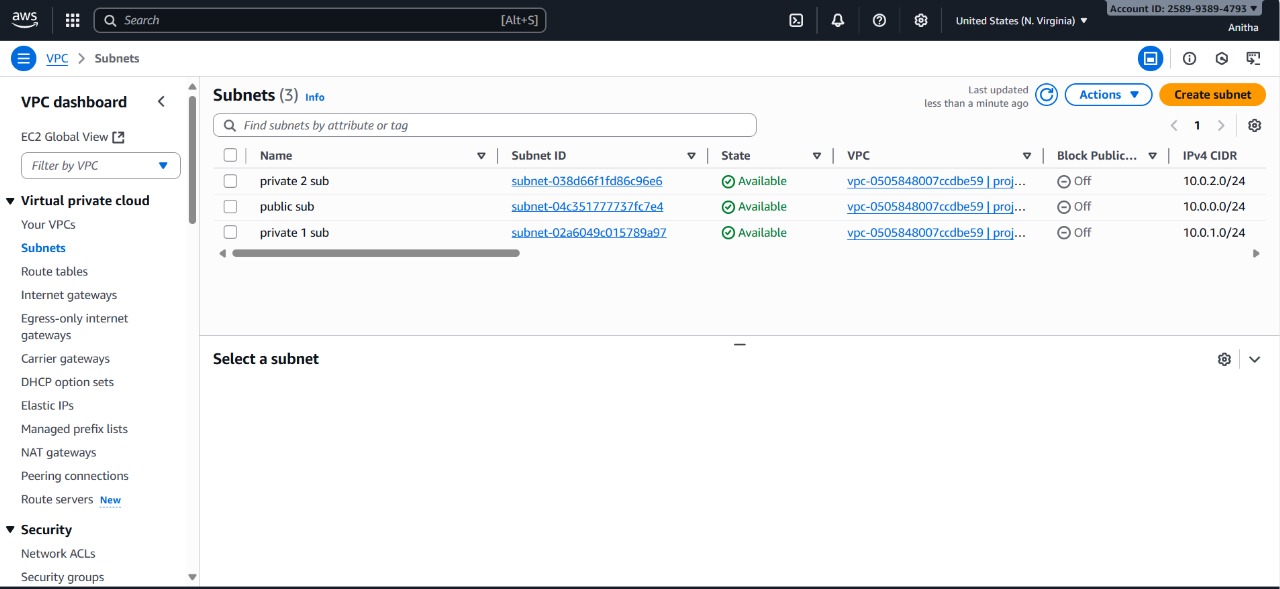 aws
Search [Alt+S]
United States (N. Virginia) ▼
Account ID: 2589-9389-4793 ▼
Anitha
VPC > Subnets
VPC dashboard
EC2 Global View
Filter by VPC
Virtual private cloud
Your VPCs
Subnets
Route tables
Internet gateways
Egress-only internet
gateways
Carrier gateways
DHCP option sets
Elastic IPs
Managed prefix lists
NAT gateways
Peering connections
Route servers New
Security
Network ACLs
Security groups
Subnets (3) Info
Last updated
less than a minute ago
Actions
Create subnet
Find subnets by attribute or tag
1
Name Subnet ID State VPC Block Public... IPv4 CIDR
private 2 sub subnet-038d66f1fd86c96e6 Available vpc-0505848007ccdbe59 | proj... Off 10.0.2.0/24
public sub subnet-04c351777737fc7e4 Available vpc-0505848007ccdbe59 | proj... Off 10.0.0.0/24
private 1 sub subnet-02a6049c015789a97 Available vpc-0505848007ccdbe59 | proj... Off 10.0.1.0/24
Select a subnet